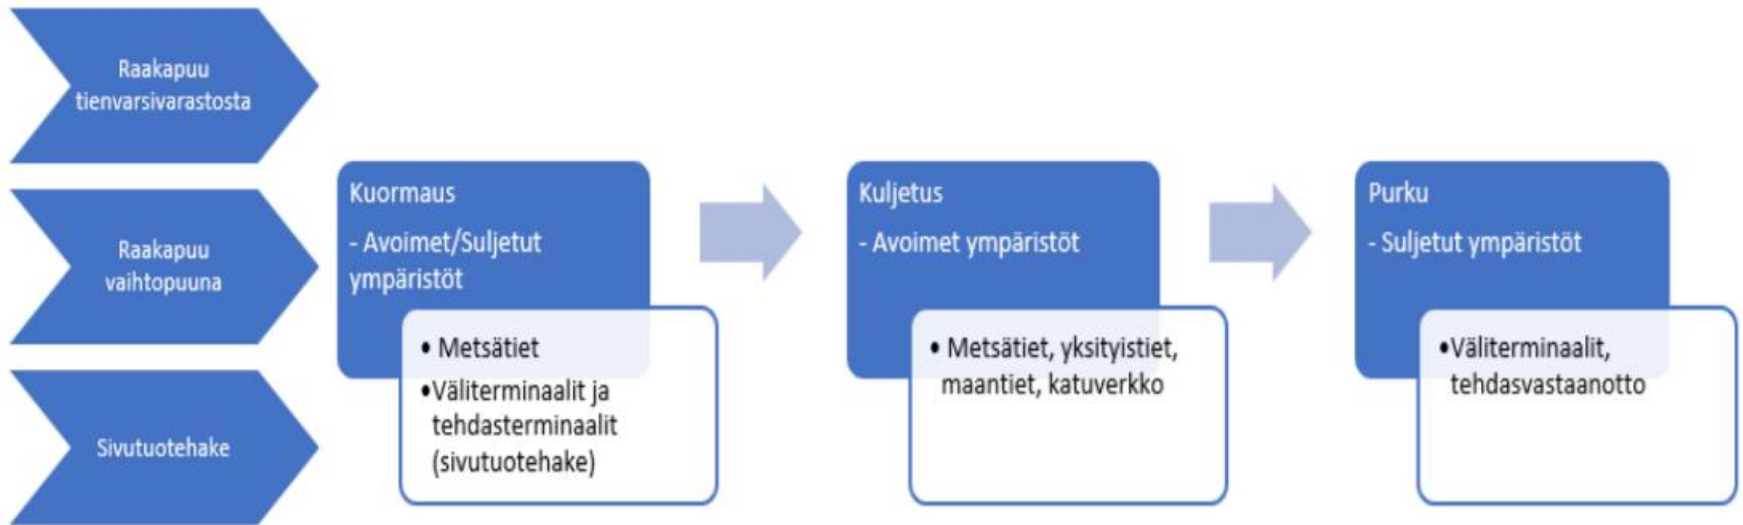 Raakapuu
tienvarsivarastosta
Raakapuu
vaihtopuuna
Sivutuotehake
Kuormaus
- Avoimet/Suljetut
ympäristöt
• Metsätiet
•Väliterminaalit ja
tehdasterminaalit
(sivutuotehake)
Kuljetus
- Avoimet ympäristöt
• Metsätiet, yksityistiet,
maantiet, katuverkko
Purku
- Suljetut ympäristöt
•Väliterminaalit,
tehdasvastaanotto